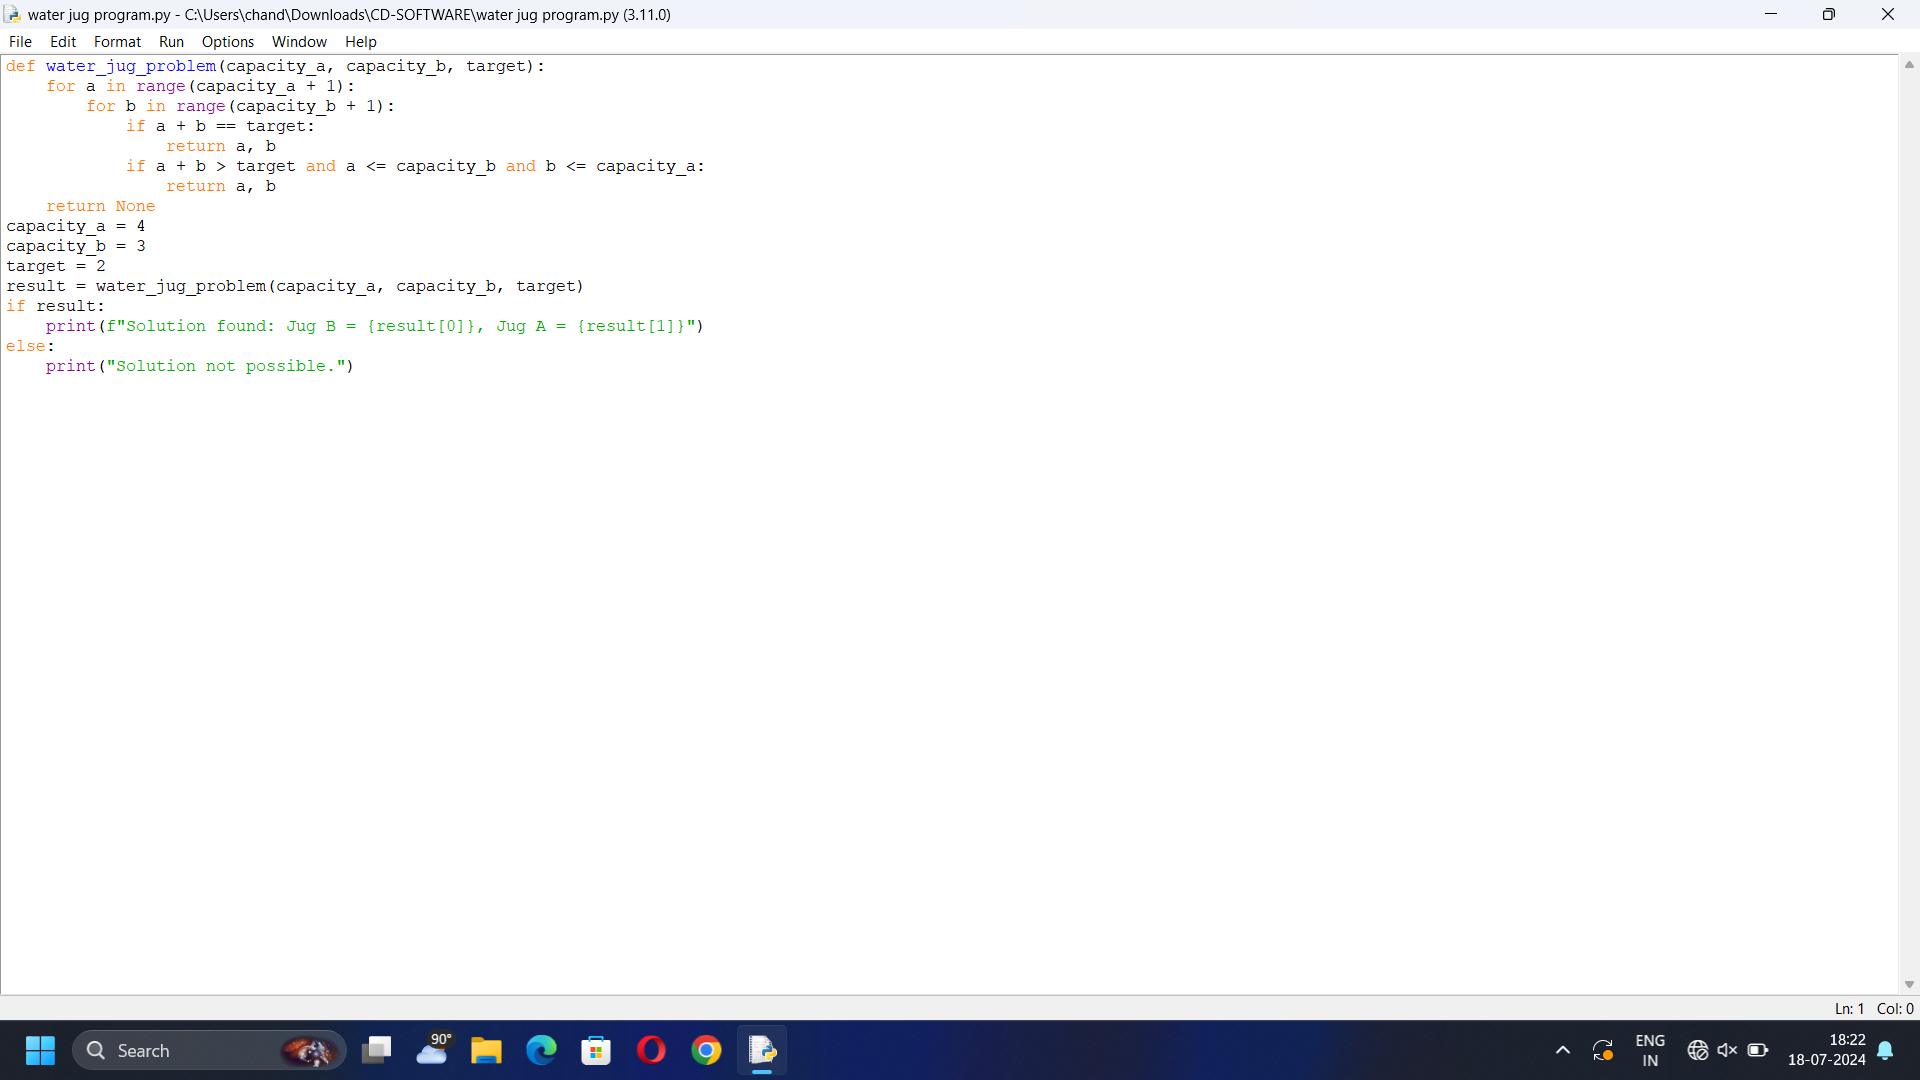 water jug program.py - C:\Users\chand\Downloads\CD-SOFTWARE\water jug program.py (3.11.0)
File Edit Format Run Options Window Help
def water_jug_problem(capacity_a, capacity_b, target):
    for a in range(capacity_a + 1):
        for b in range(capacity_b + 1):
            if a + b == target:
                return a, b
            if a + b > target and a <= capacity_b and b <= capacity_a:
                return a, b
    return None
capacity_a = 4
capacity_b = 3
target = 2
result = water_jug_problem(capacity_a, capacity_b, target)
if result:
    print(f"Solution found: Jug B = {result[0]}, Jug A = {result[1]}")
else:
    print("Solution not possible.")
Ln: 1 Col: 0
Search
90°
ENG
IN
18:22
18-07-2024